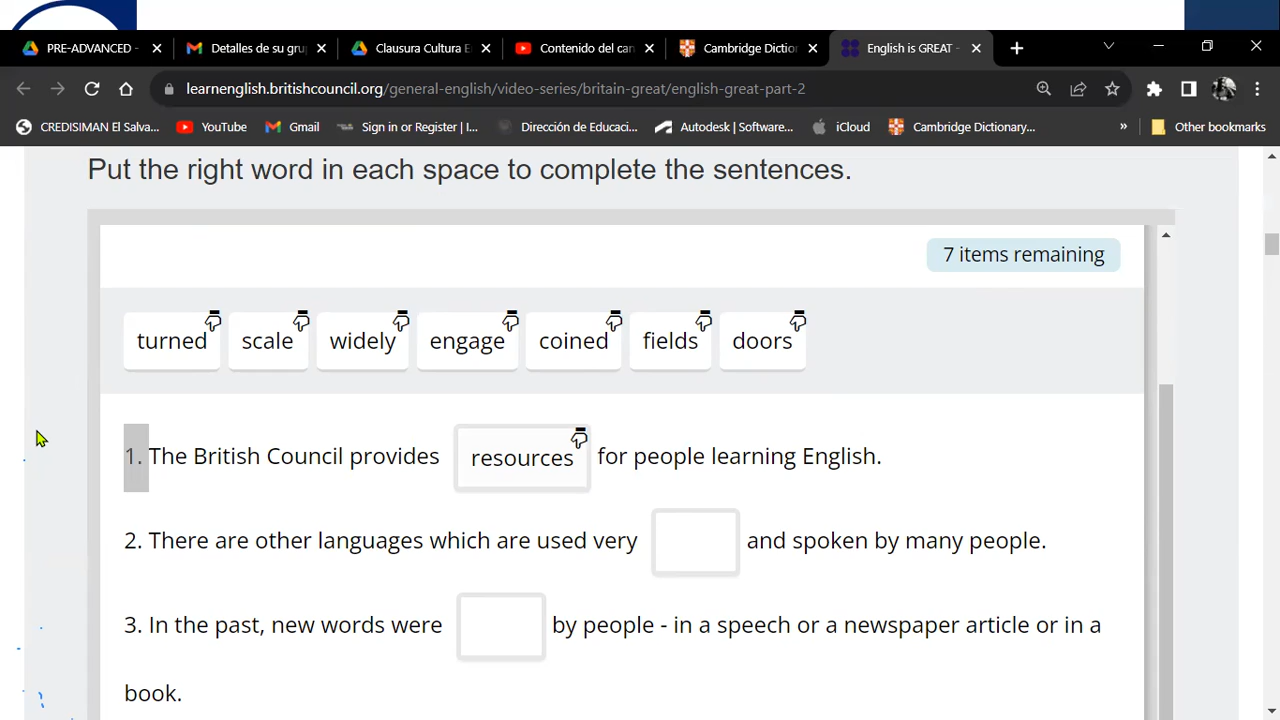 PRE-ADVANCED - Detalles de su gru Clausura Cultura E Contenido del can Cambridge Dictio English is GREAT -
learnenglish.britishcouncil.org/general-english/video-series/britain-great/english-great-part-2
CREDISIMAN El Salva... YouTube Gmail Sign in or Register | I... Dirección de Educaci... Autodesk | Software... iCloud Cambridge Dictionary... » Other bookmarks
Put the right word in each space to complete the sentences.
7 items remaining
turned scale widely engage coined fields doors
1. The British Council provides resources for people learning English.
2. There are other languages which are used very and spoken by many people.
3. In the past, new words were by people - in a speech or a newspaper article or in a
book.